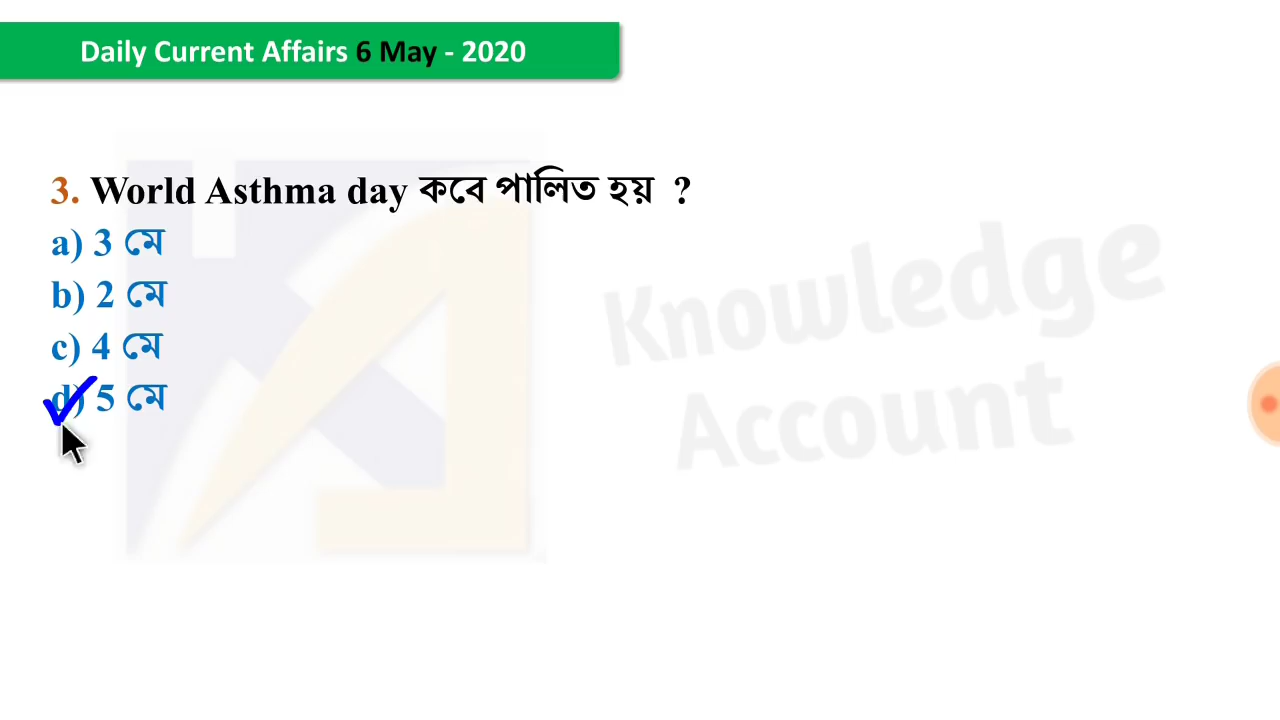 Daily Current Affairs 6 May - 2020
3. World Asthma day কবে পালিত হয় ?
a) 3 মে
b) 2 মে
c) 4 মে
d) 5 মে
Knowledge
Account